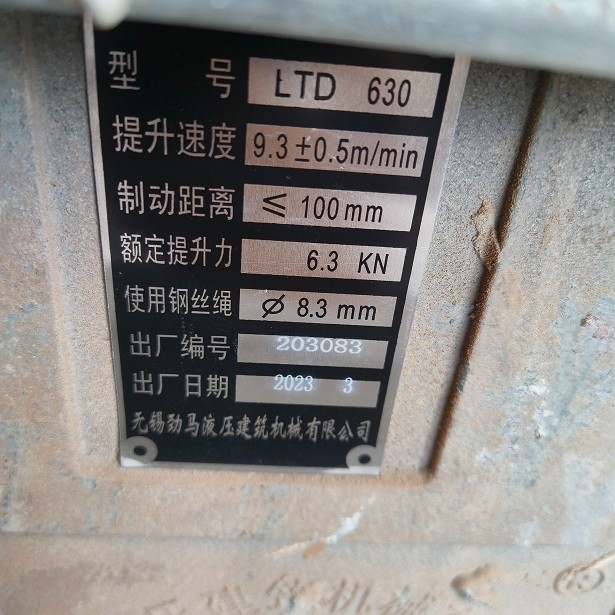 型 号 LTD 630
提升速度 9.3±0.5m/min
制动距离 ≤ 100mm
额定提升力 6.3 KN
使用钢丝绳 Ø 8.3 mm
出厂编号 203083
出厂日期 2023 3
无锡劲马液压建筑机械有限公司